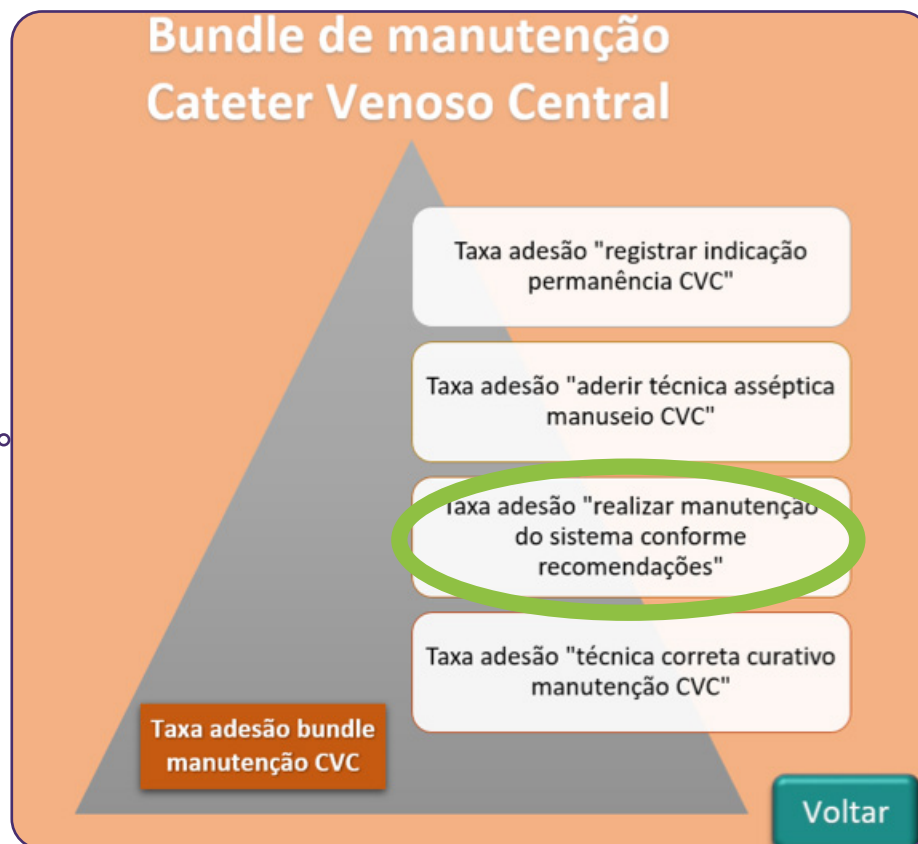 Bundle de manutenção
Cateter Venoso Central
Taxa adesão "registrar indicação
permanência CVC"
Taxa adesão "aderir técnica asséptica
manuseio CVC"
Taxa adesão "realizar manutenção
do sistema conforme
recomendações"
Taxa adesão "técnica correta curativo
manutenção CVC"
Taxa adesão bundle
manutenção CVC
Voltar